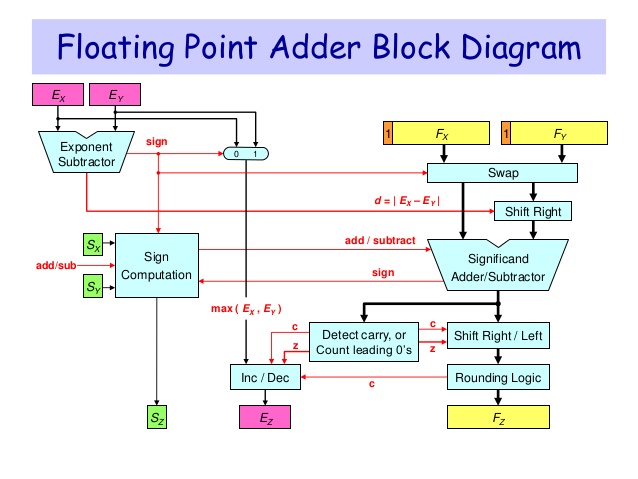 Floating Point Adder Block Diagram
E_X
E_Y
1
F_X
1
F_Y
Exponent
Subtractor
sign
0 1
Swap
d = | E_X – E_Y |
Shift Right
S_X
add/sub
S_Y
Sign
Computation
add / subtract
sign
Significand
Adder/Subtractor
max ( E_X , E_Y )
c
z
Detect carry, or
Count leading 0's
c
z
Shift Right / Left
Inc / Dec
c
Rounding Logic
S_Z
E_Z
F_Z